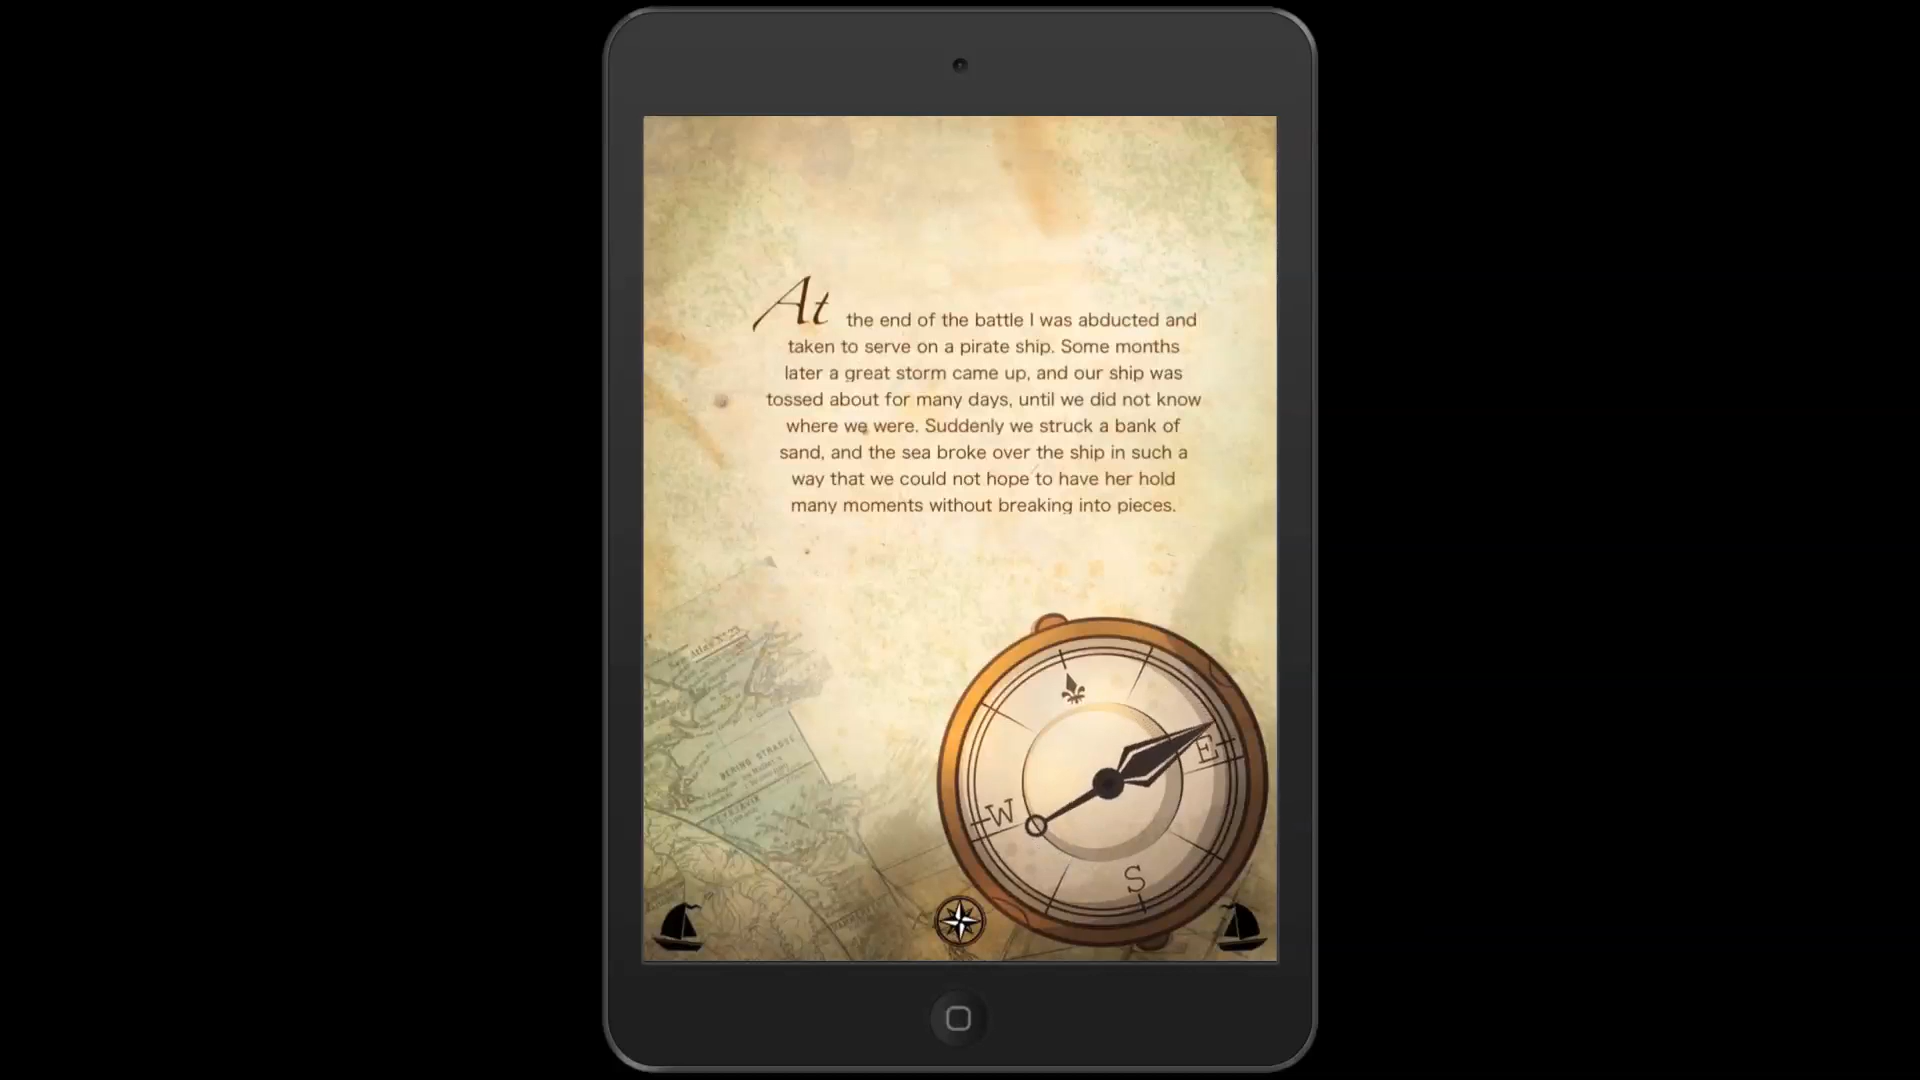 At the end of the battle I was abducted and
taken to serve on a pirate ship. Some months
later a great storm came up, and our ship was
tossed about for many days, until we did not know
where we were. Suddenly we struck a bank of
sand, and the sea broke over the ship in such a
way that we could not hope to have her hold
many moments without breaking into pieces.
BERING STRASSE
E
W
S